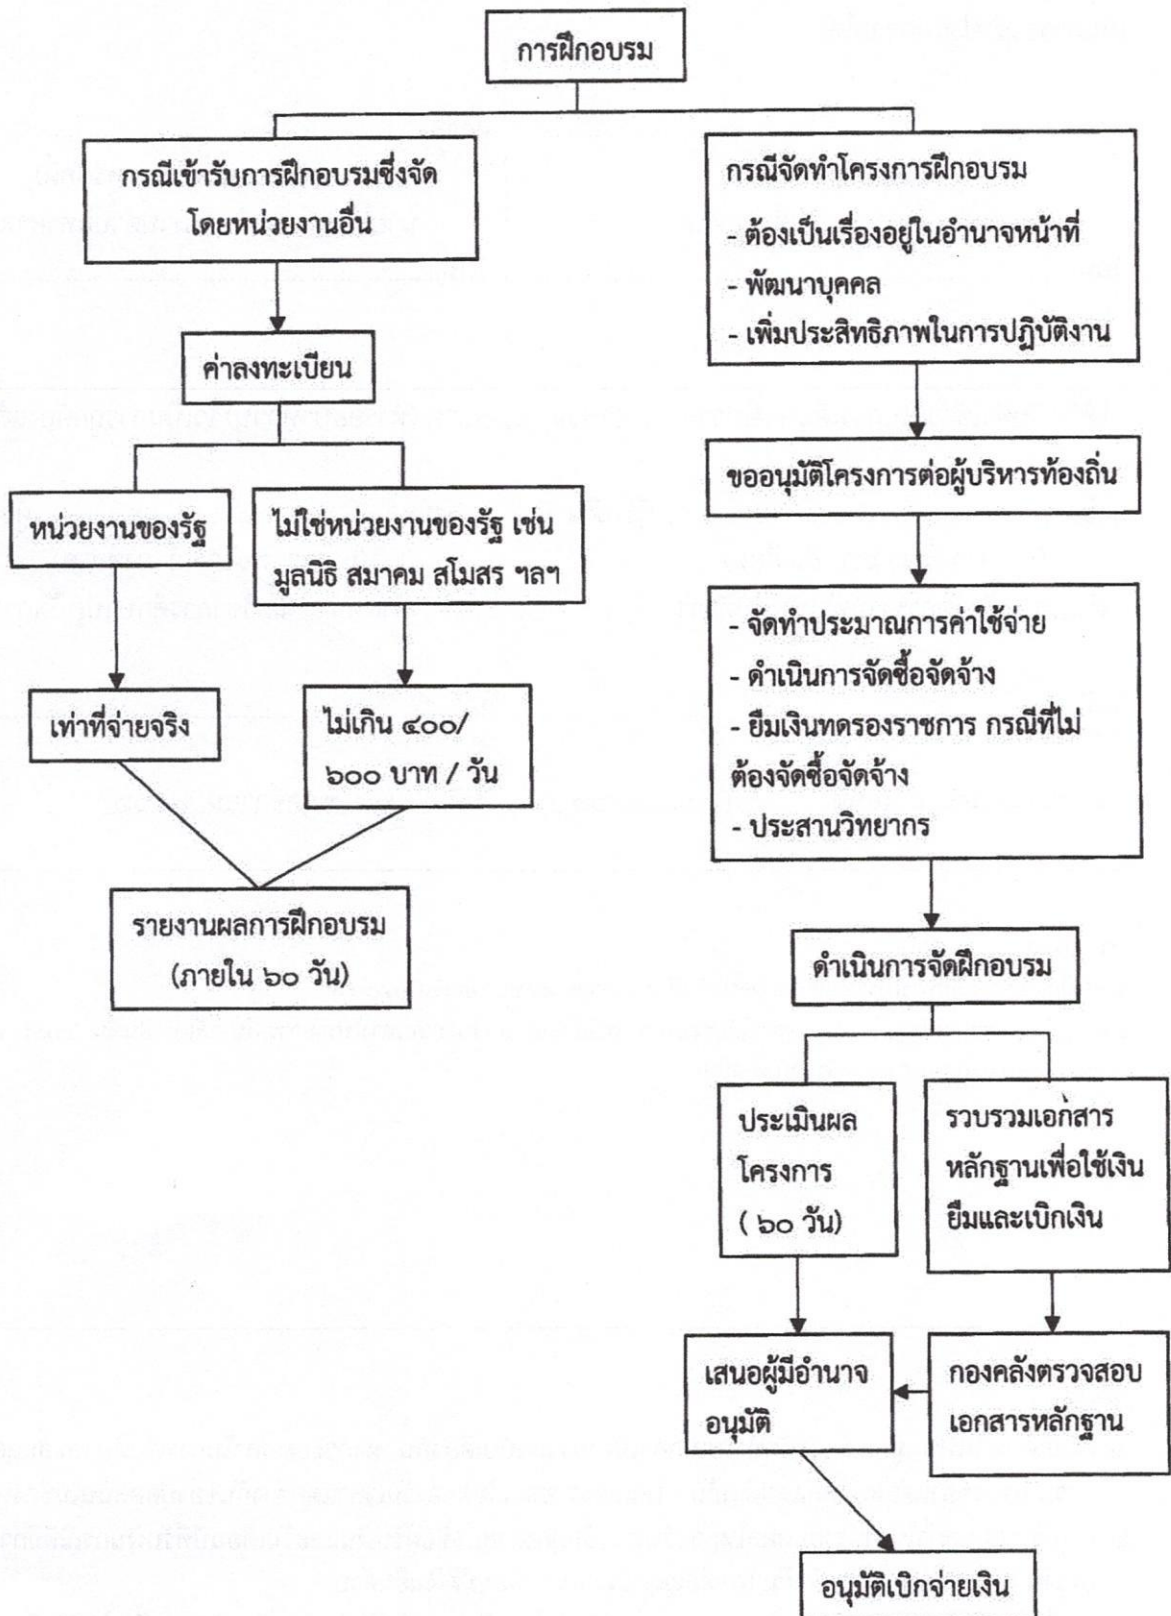 การฝึกอบรม
กรณีเข้ารับการฝึกอบรมซึ่งจัด
โดยหน่วยงานอื่น
ค่าลงทะเบียน
หน่วยงานของรัฐ
ไม่ใช่หน่วยงานของรัฐ เช่น
มูลนิธิ สมาคม สโมสร ฯลฯ
เท่าที่จ่ายจริง
ไม่เกิน ๔๐๐/
๖๐๐ บาท / วัน
รายงานผลการฝึกอบรม
(ภายใน ๖๐ วัน)
กรณีจัดทำโครงการฝึกอบรม
- ต้องเป็นเรื่องอยู่ในอำนาจหน้าที่
- พัฒนาบุคคล
- เพิ่มประสิทธิภาพในการปฏิบัติงาน
ขออนุมัติโครงการต่อผู้บริหารท้องถิ่น
- จัดทำประมาณการค่าใช้จ่าย
- ดำเนินการจัดซื้อจัดจ้าง
- ยืมเงินทดรองราชการ กรณีที่ไม่
ต้องจัดซื้อจัดจ้าง
- ประสานวิทยากร
ดำเนินการจัดฝึกอบรม
ประเมินผล
โครงการ
( ๖๐ วัน)
รวบรวมเอกสาร
หลักฐานเพื่อใช้เงิน
ยืมและเบิกเงิน
เสนอผู้มีอำนาจ
อนุมัติ
กองคลังตรวจสอบ
เอกสารหลักฐาน
อนุมัติเบิกจ่ายเงิน